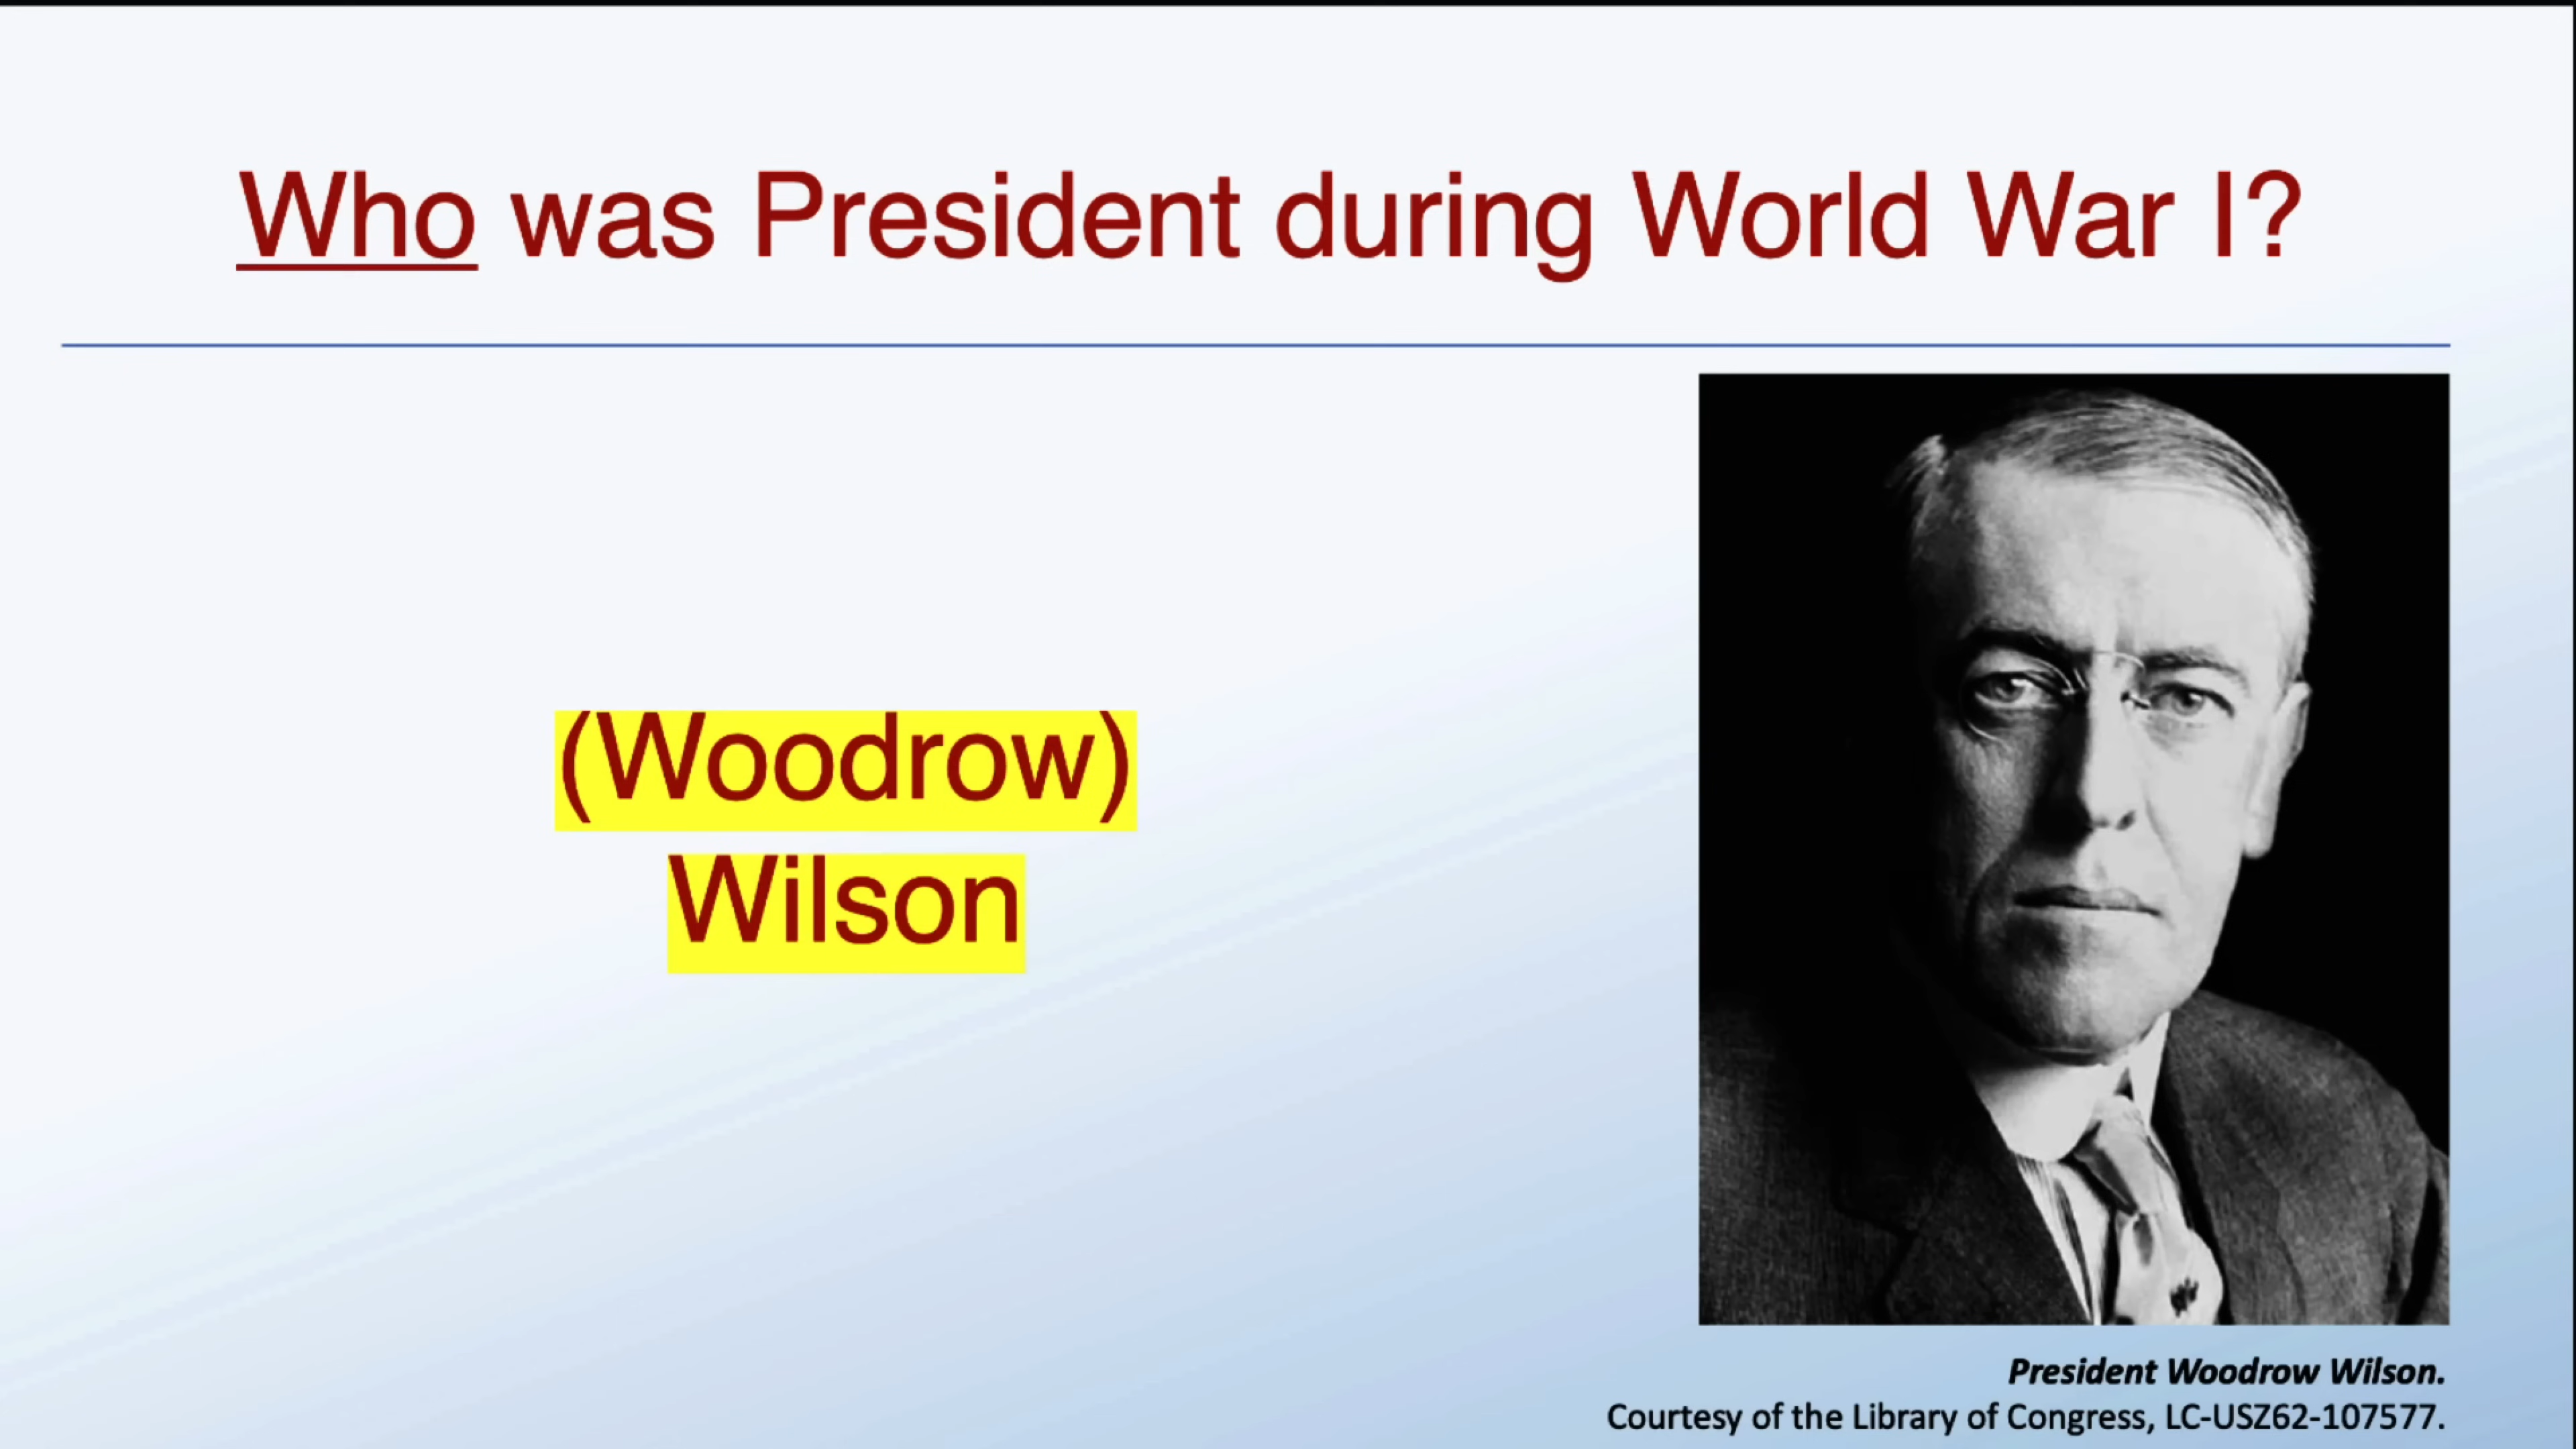 Who was President during World War I?
(Woodrow)
Wilson
President Woodrow Wilson.
Courtesy of the Library of Congress, LC-USZ62-107577.